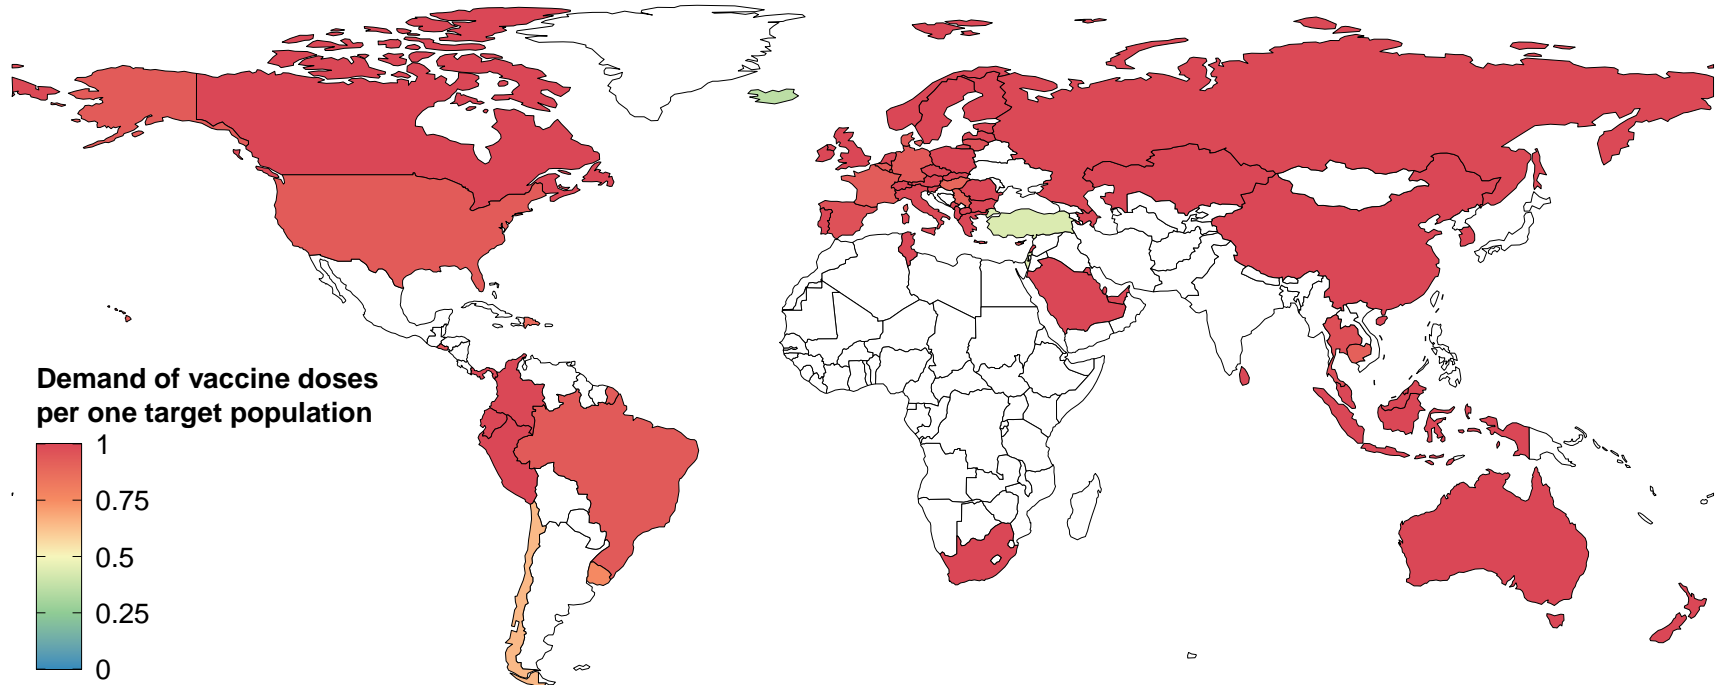 Demand of vaccine doses
per one target population
1
0.75
0.5
0.25
0